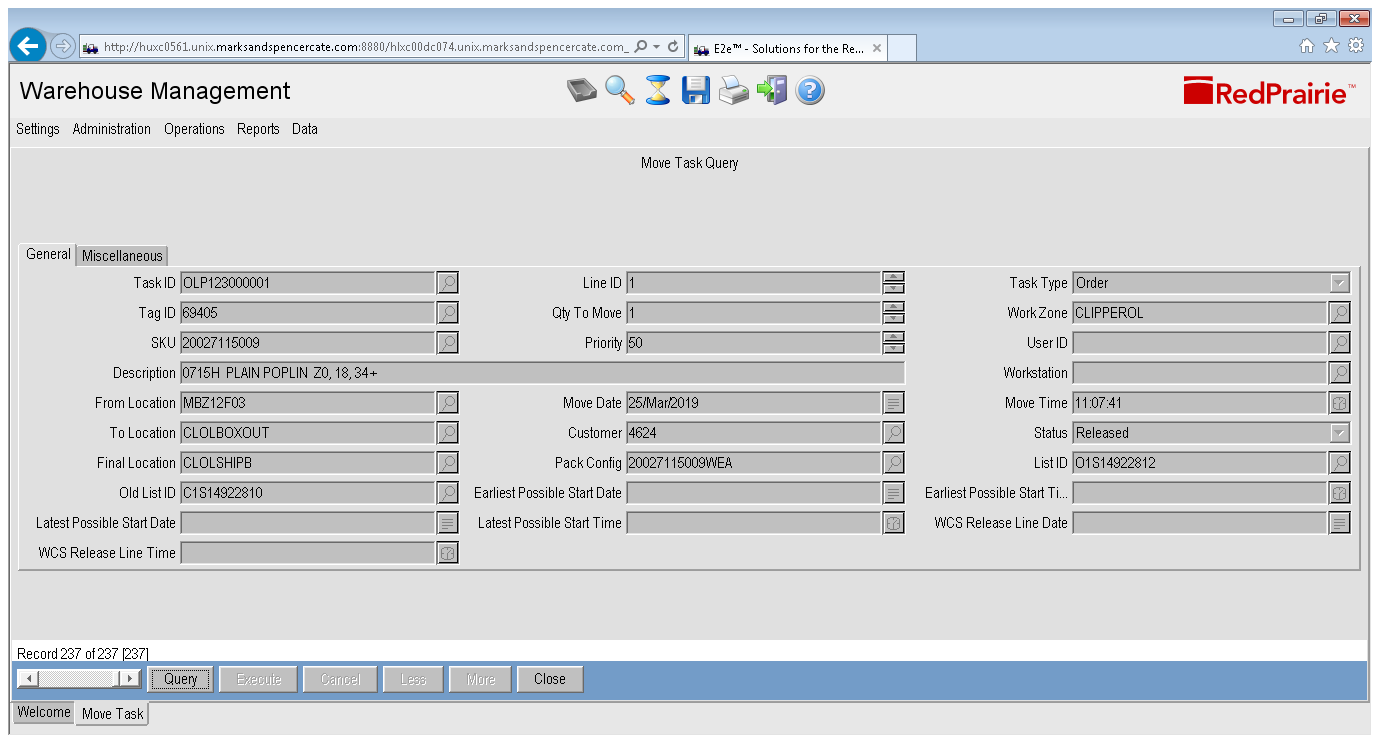 http://huxc0561.unix.marksandspencercate.com:8880/hlxc00dc074.unix.marksandspencercate.com_
E2e™ - Solutions for the Re...
Warehouse Management
RedPrairie™
Settings Administration Operations Reports Data
Move Task Query
General Miscellaneous
Task ID OLP123000001 Line ID 1 Task Type Order
Tag ID 69405 Qty To Move 1 Work Zone CLIPPEROL
SKU 20027115009 Priority 50 User ID
Description 0715H PLAIN POPLIN Z0, 18, 34+ Workstation
From Location MBZ12F03 Move Date 25/Mar/2019 Move Time 11:07:41
To Location CLOLBOXOUT Customer 4624 Status Released
Final Location CLOLSHIPB Pack Config 20027115009WEA List ID O1S14922812
Old List ID C1S14922810 Earliest Possible Start Date Earliest Possible Start Ti...
Latest Possible Start Date Latest Possible Start Time WCS Release Line Date
WCS Release Line Time
Record 237 of 237 [237]
Query Execute Cancel Less More Close
Welcome Move Task